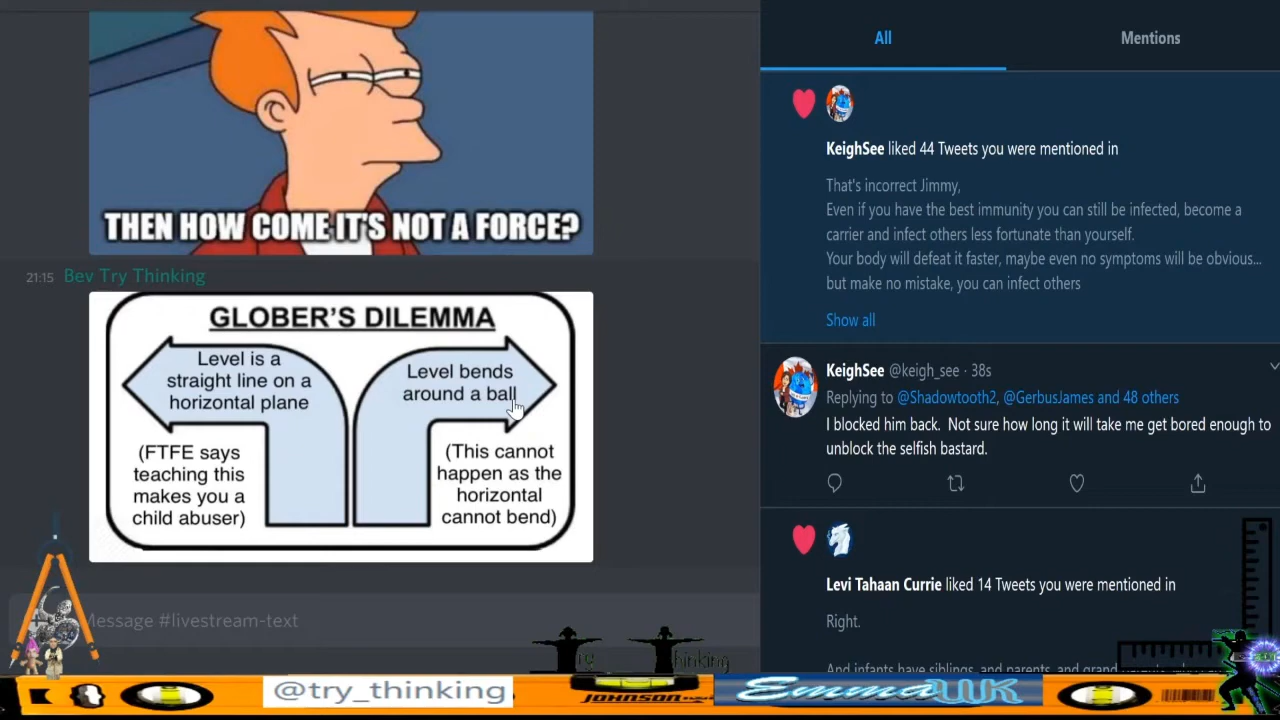 THEN HOW COME IT'S NOT A FORCE?
21:15 Bev Try Thinking
GLOBER'S DILEMMA
Level is a
straight line on a
horizontal plane
(FTFE says
teaching this
makes you a
child abuser)
Level bends
around a ball
(This cannot
happen as the
horizontal
cannot bend)
Message #livestream-text
All
Mentions
KeighSee liked 44 Tweets you were mentioned in
That's incorrect Jimmy,
Even if you have the best immunity you can still be infected, become a
carrier and infect others less fortunate than yourself.
Your body will defeat it faster, maybe even no symptoms will be obvious...
but make no mistake, you can infect others
Show all
KeighSee @keigh_see · 38s
Replying to @Shadowtooth2, @GerbusJames and 48 others
I blocked him back. Not sure how long it will take me get bored enough to
unblock the selfish bastard.
Levi Tahaan Currie liked 14 Tweets you were mentioned in
Right.
And infants have siblings, and parents, and
@try_thinking
JOHNSON
EmmaUK